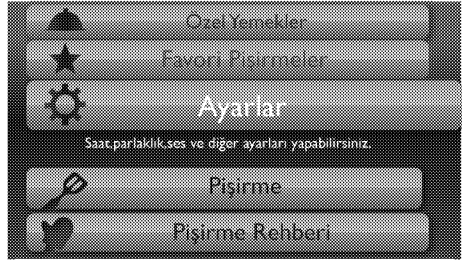 Özel Yemekler
Favori Pişirmeler
Ayarlar
Saat,parlaklık,ses ve diğer ayarları yapabilirsiniz.
Pişirme
Pişirme Rehberi